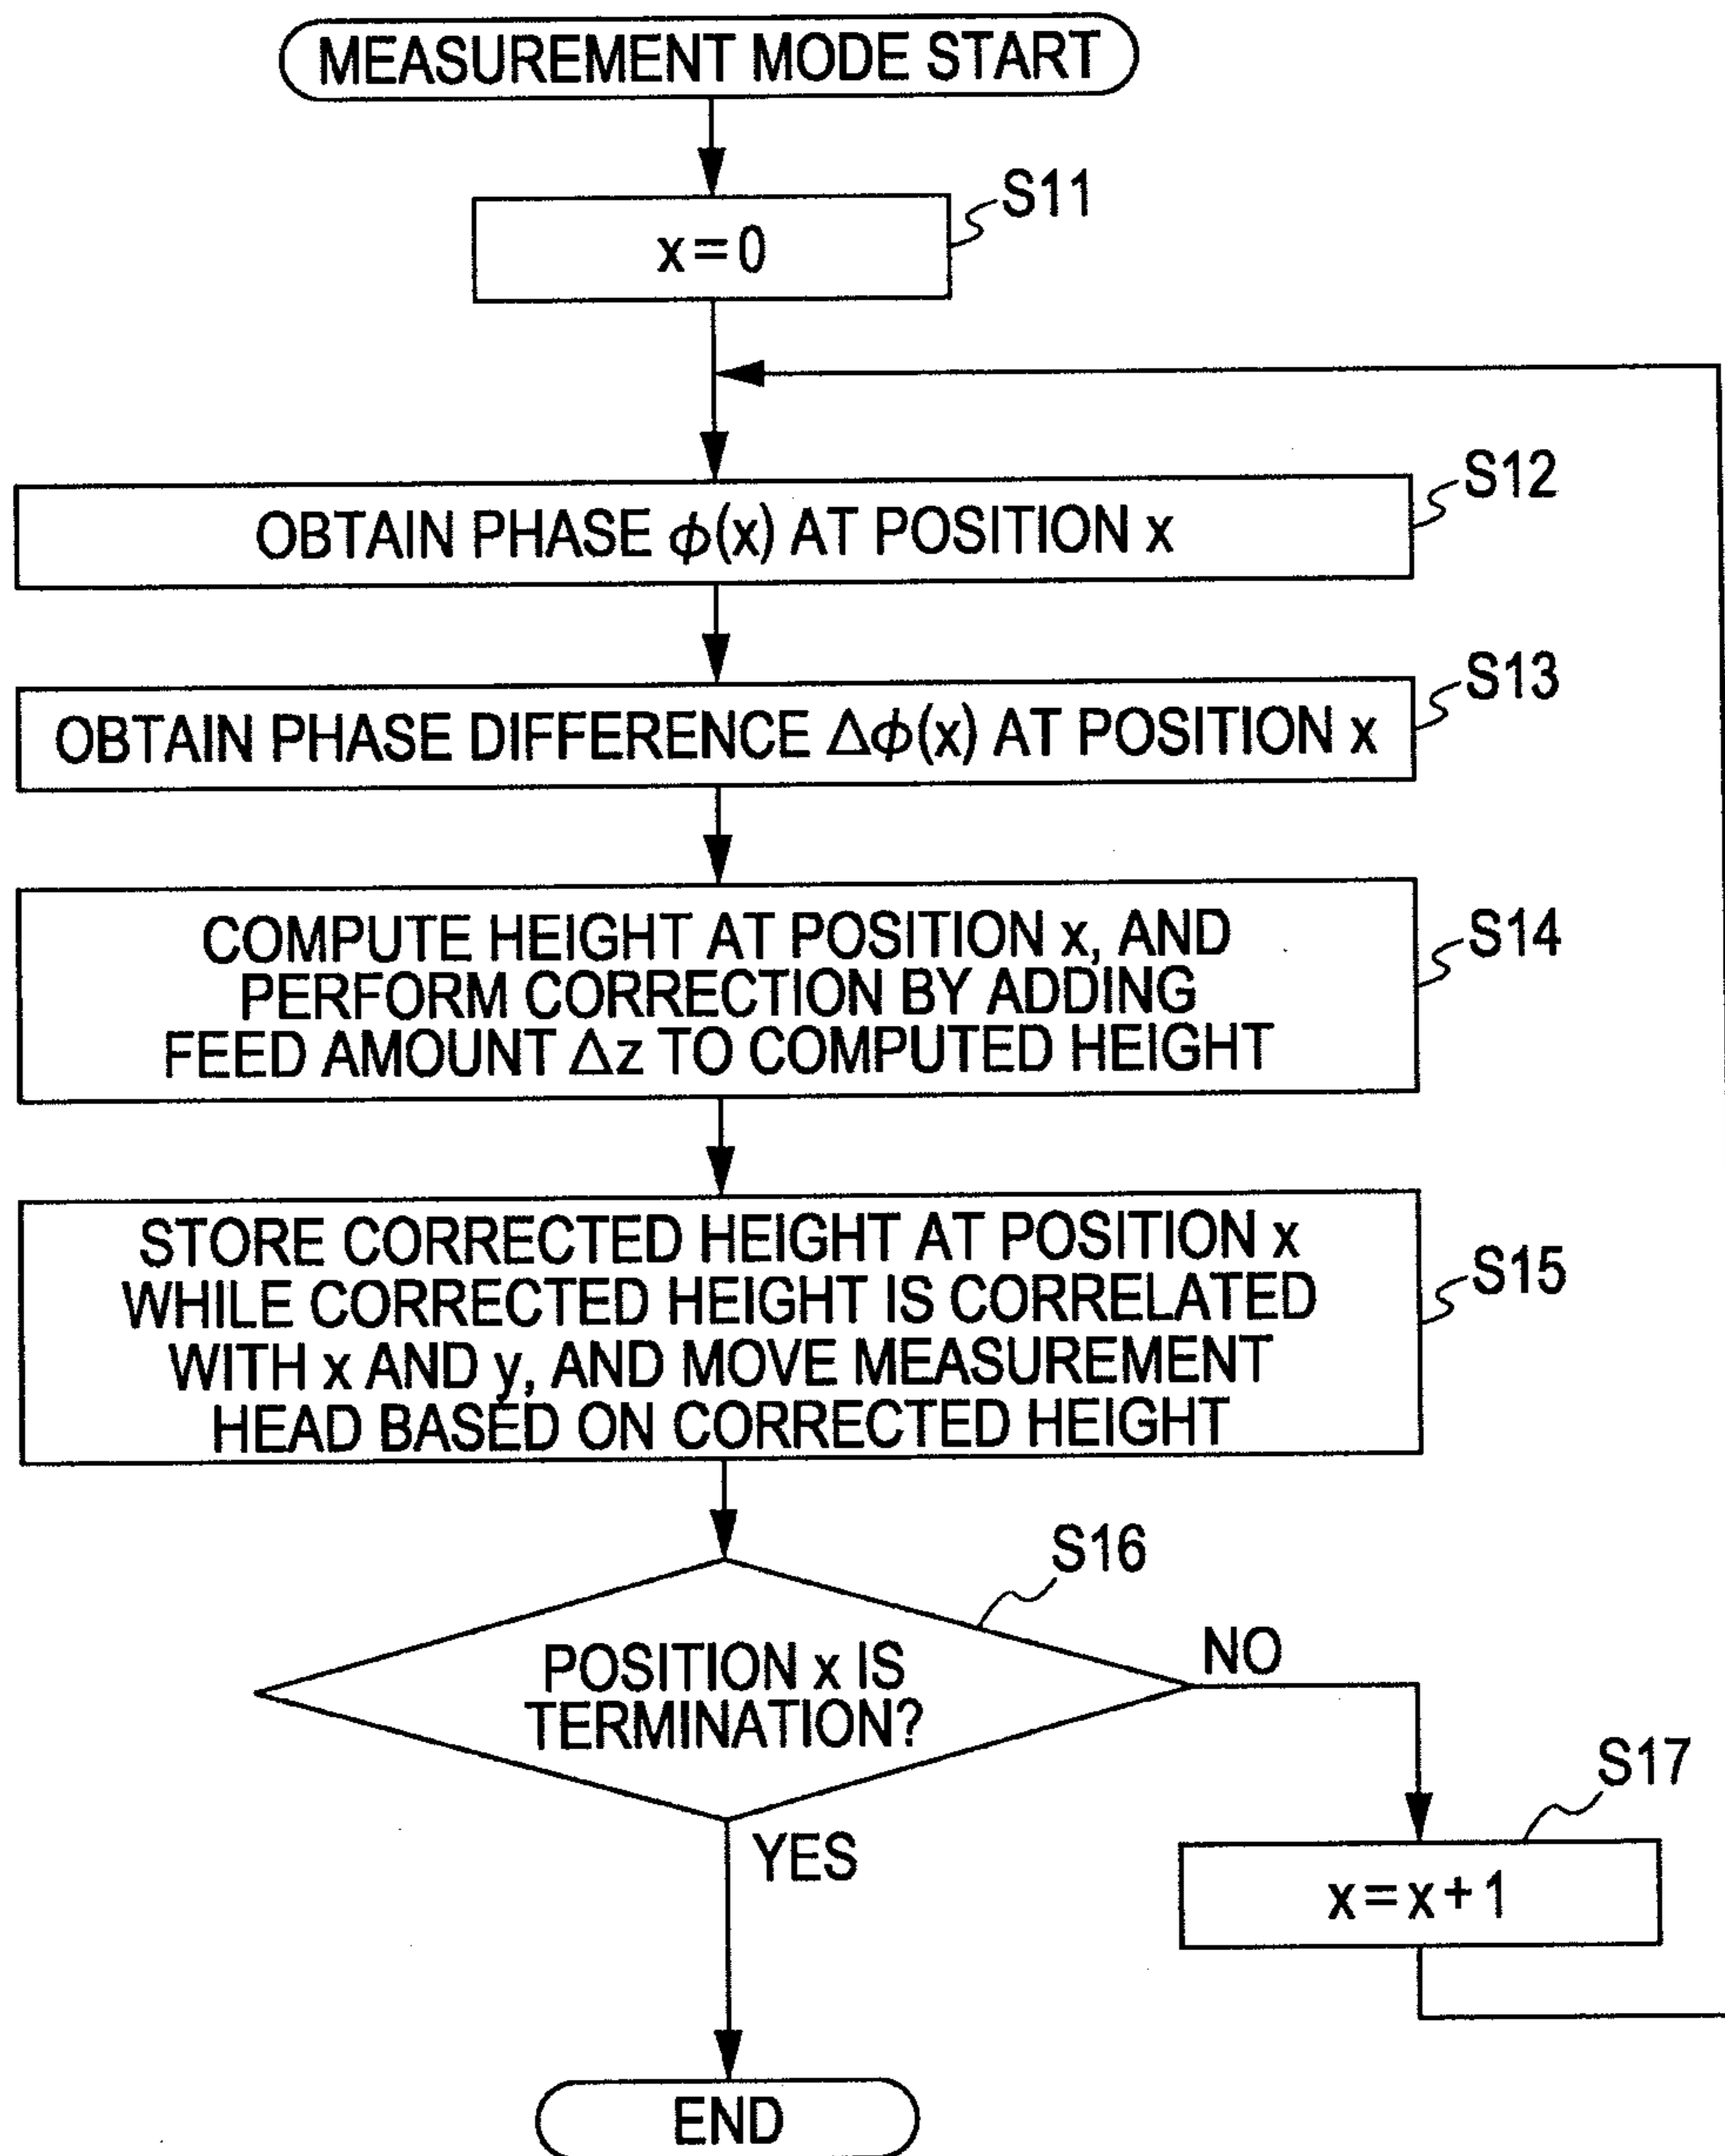 MEASUREMENT MODE START
S11
x=0
S12
OBTAIN PHASE ϕ(x) AT POSITION x
S13
OBTAIN PHASE DIFFERENCE Δϕ(x) AT POSITION x
S14
COMPUTE HEIGHT AT POSITION x, AND
PERFORM CORRECTION BY ADDING
FEED AMOUNT Δz TO COMPUTED HEIGHT
S15
STORE CORRECTED HEIGHT AT POSITION x
WHILE CORRECTED HEIGHT IS CORRELATED
WITH x AND y, AND MOVE MEASUREMENT
HEAD BASED ON CORRECTED HEIGHT
S16
POSITION x IS
TERMINATION?
NO
YES
S17
x=x+1
END